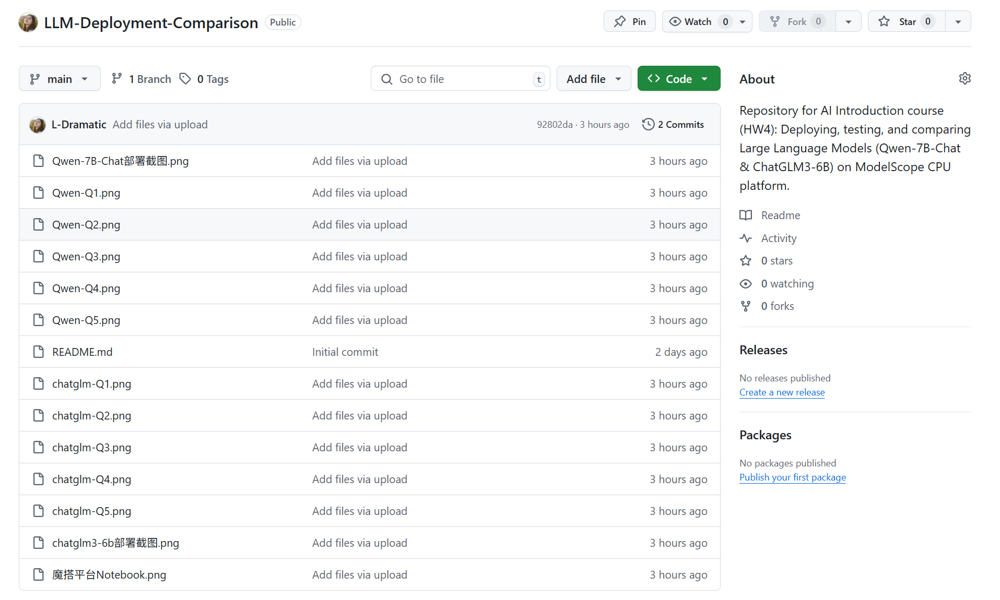 LLM-Deployment-Comparison Public Pin Watch 0 Fork 0 Star 0
main 1 Branch 0 Tags Go to file t Add file Code
L-Dramatic Add files via upload 92802da · 3 hours ago 2 Commits
Qwen-7B-Chat部署截图.png Add files via upload 3 hours ago
Qwen-Q1.png Add files via upload 3 hours ago
Qwen-Q2.png Add files via upload 3 hours ago
Qwen-Q3.png Add files via upload 3 hours ago
Qwen-Q4.png Add files via upload 3 hours ago
Qwen-Q5.png Add files via upload 3 hours ago
README.md Initial commit 2 days ago
chatglm-Q1.png Add files via upload 3 hours ago
chatglm-Q2.png Add files via upload 3 hours ago
chatglm-Q3.png Add files via upload 3 hours ago
chatglm-Q4.png Add files via upload 3 hours ago
chatglm-Q5.png Add files via upload 3 hours ago
chatglm3-6b部署截图.png Add files via upload 3 hours ago
魔搭平台Notebook.png Add files via upload 3 hours ago
About
Repository for AI Introduction course
(HW4): Deploying, testing, and comparing
Large Language Models (Qwen-7B-Chat
& ChatGLM3-6B) on ModelScope CPU
platform.
Readme
Activity
0 stars
0 watching
0 forks
Releases
No releases published
Create a new release
Packages
No packages published
Publish your first package